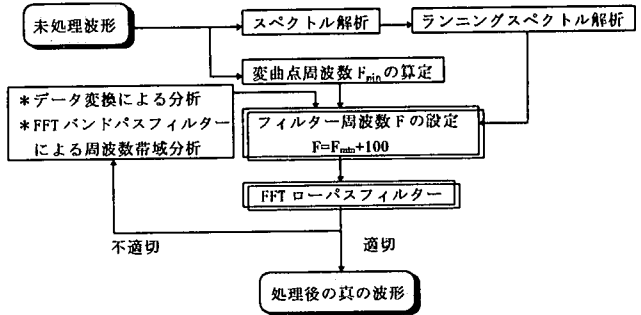 未処理波形
スペクトル解析
ランニングスペクトル解析
変曲点周波数Fminの算定
＊データ変換による分析
＊FFTバンドパスフィルター
による周波数帯域分析
フィルター周波数Fの設定
F=Fmin+100
FFTローパスフィルター
不適切
適切
処理後の真の波形